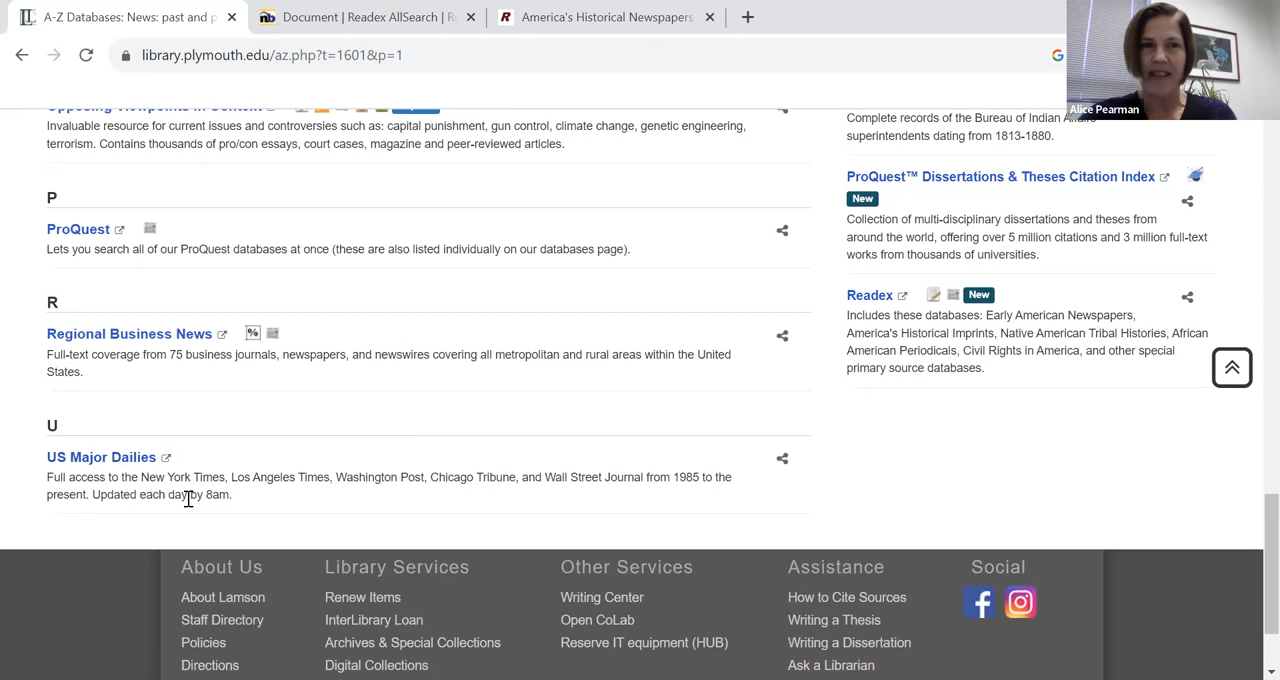 A-Z Databases: News: past and p
Document | Readex AllSearch | R
America's Historical Newspapers
library.plymouth.edu/az.php?t=1601&p=1
Alice Pearman
Opposing Viewpoints in Context
Invaluable resource for current issues and controversies such as: capital punishment, gun control, climate change, genetic engineering,
terrorism. Contains thousands of pro/con essays, court cases, magazine and peer-reviewed articles.
P
ProQuest
Lets you search all of our ProQuest databases at once (these are also listed individually on our databases page).
R
Regional Business News
Full-text coverage from 75 business journals, newspapers, and newswires covering all metropolitan and rural areas within the United
States.
U
US Major Dailies
Full access to the New York Times, Los Angeles Times, Washington Post, Chicago Tribune, and Wall Street Journal from 1985 to the
present. Updated each day by 8am.
Complete records of the Bureau of Indian Affairs
superintendents dating from 1813-1880.
ProQuest™ Dissertations & Theses Citation Index
New
Collection of multi-disciplinary dissertations and theses from
around the world, offering over 5 million citations and 3 million full-text
works from thousands of universities.
Readex New
Includes these databases: Early American Newspapers,
America's Historical Imprints, Native American Tribal Histories, African
American Periodicals, Civil Rights in America, and other special
primary source databases.
About Us
About Lamson
Staff Directory
Policies
Directions
Library Services
Renew Items
InterLibrary Loan
Archives & Special Collections
Digital Collections
Other Services
Writing Center
Open CoLab
Reserve IT equipment (HUB)
Assistance
How to Cite Sources
Writing a Thesis
Writing a Dissertation
Ask a Librarian
Social